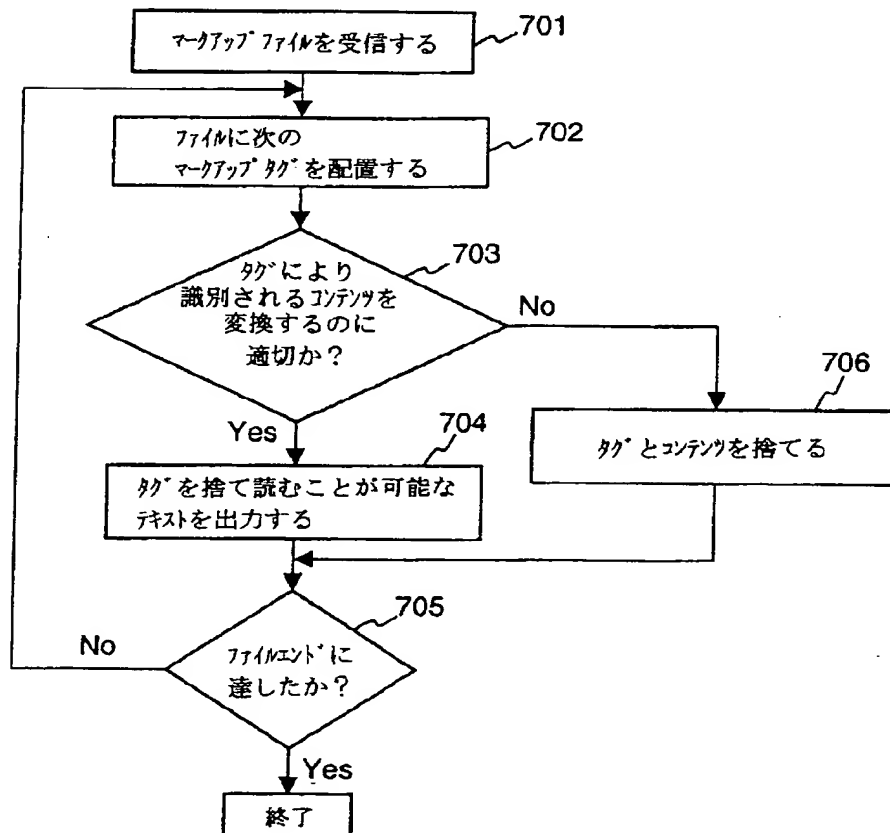 マークアップファイルを受信する
701
ファイルに次の
マークアップタグを配置する
702
タグにより
識別されるコンテンツを
変換するのに
適切か?
703
No
Yes
704
706
タグとコンテンツを捨てる
タグを捨て読むことが可能な
テキストを出力する
705
No
ファイルエンドに
達したか?
Yes
終了